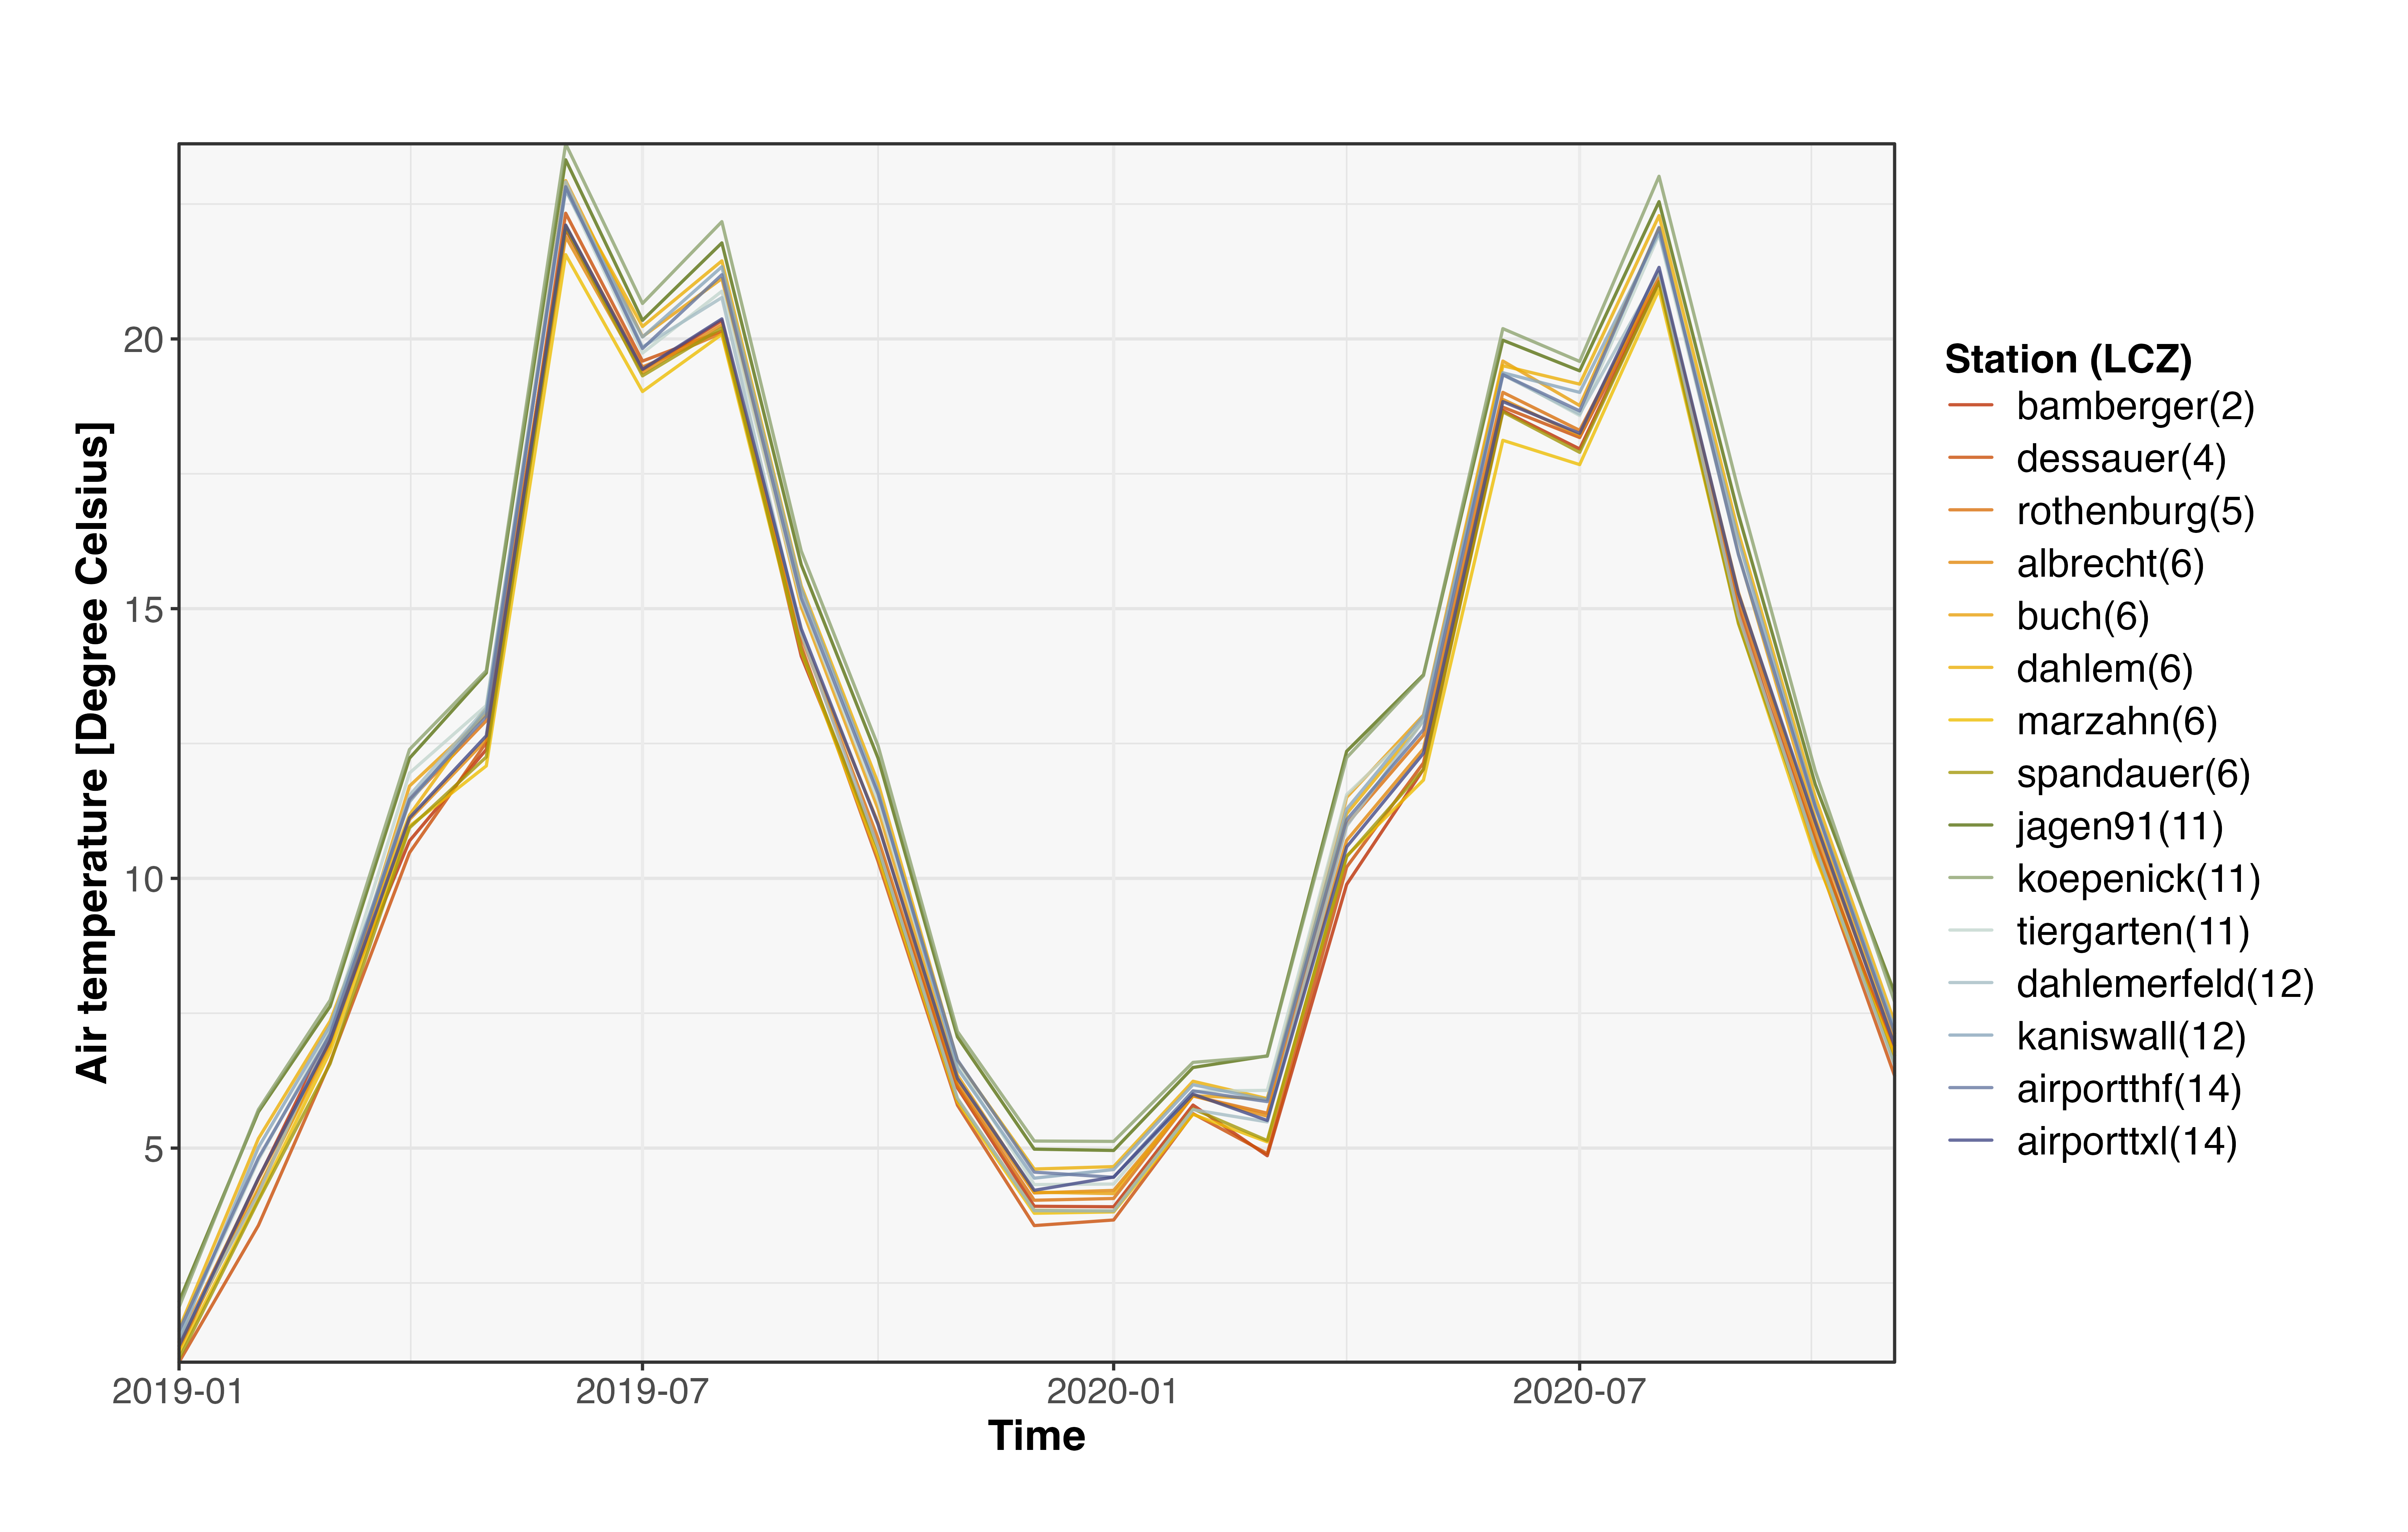 Air temperature [Degree Celsius]
20
15
10
5
2019-01
2019-07
2020-01
2020-07
Time
Station (LCZ)
bamberger(2)
dessauer(4)
rothenburg(5)
albrecht(6)
buch(6)
dahlem(6)
marzahn(6)
spandauer(6)
jagen91(11)
koepenick(11)
tiergarten(11)
dahlemerfeld(12)
kaniswall(12)
airportthf(14)
airporttxl(14)